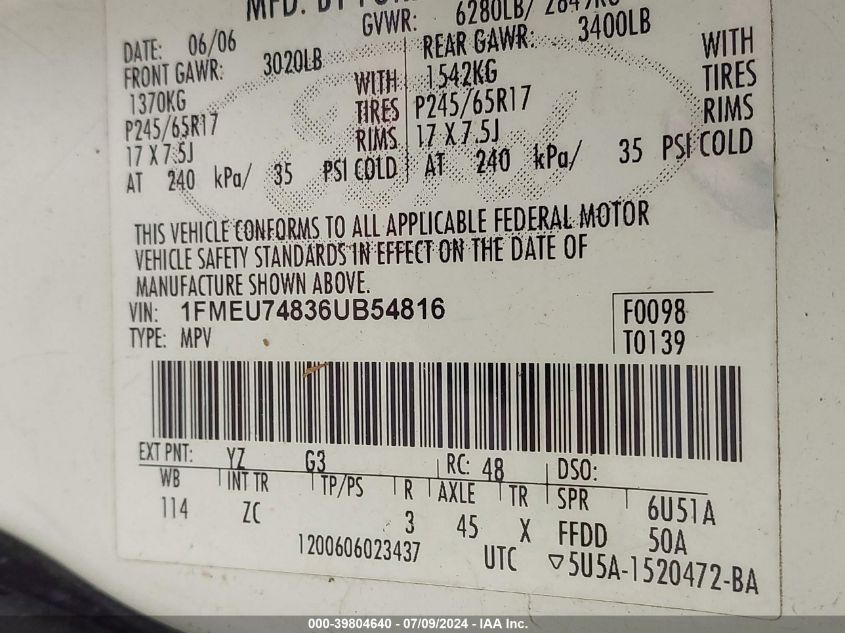 MFD. BY
GVWR: 6280LB/
DATE: 06/06
FRONT GAWR: 3020LB
1370KG WITH
P245/65R17 TIRES
17 X 7.5J RIMS
AT 240 kPa/ 35 PSI COLD
REAR GAWR: 3400LB
1542KG WITH
P245/65R17 TIRES
17 X 7.5J RIMS
AT 240 kPa/ 35 PSI COLD
THIS VEHICLE CONFORMS TO ALL APPLICABLE FEDERAL MOTOR
VEHICLE SAFETY STANDARDS IN EFFECT ON THE DATE OF
MANUFACTURE SHOWN ABOVE.
VIN: 1FMEU74836UB54816
TYPE: MPV
F0098
T0139
EXT PNT: YZ G3 RC: 48 DSO:
WB INT TR TP/PS R AXLE TR SPR 6U51A
114 ZC 3 45 X FFDD 50A
1200606023437 UTC ▽5U5A-1520472-BA
000-39804640 - 07/09/2024 - IAA Inc.